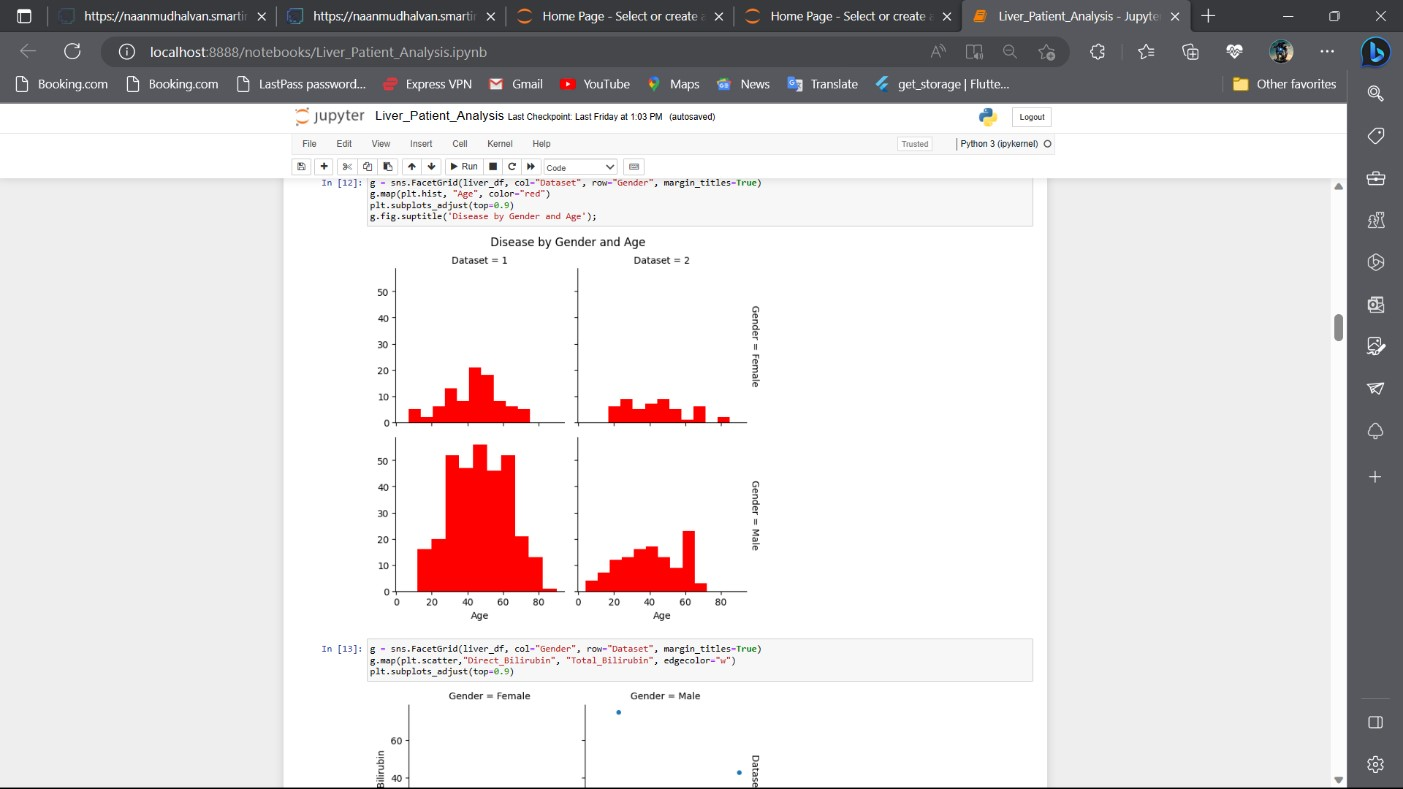 https://naanmudhalvan.smartin
https://naanmudhalvan.smartin
Home Page - Select or create a
Home Page - Select or create a
Liver_Patient_Analysis - Jupyter
localhost:8888/notebooks/Liver_Patient_Analysis.ipynb
Booking.com
Booking.com
LastPass password...
Express VPN
Gmail
YouTube
Maps
News
Translate
get_storage | Flutte...
Other favorites
jupyter Liver_Patient_Analysis Last Checkpoint: Last Friday at 1:03 PM (autosaved)
Logout
File Edit View Insert Cell Kernel Help
Trusted
Python 3 (ipykernel)
Run
Code
In [12]: g = sns.FacetGrid(liver_df, col="Dataset", row="Gender", margin_titles=True)
g.map(plt.hist, "Age", color="red")
plt.subplots_adjust(top=0.9)
g.fig.suptitle('Disease by Gender and Age');
Disease by Gender and Age
Dataset = 1
Dataset = 2
50
40
30
20
10
0
Gender = Female
50
40
30
20
10
0
Gender = Male
0 20 40 60 80
0 20 40 60 80
Age
Age
In [13]: g = sns.FacetGrid(liver_df, col="Gender", row="Dataset", margin_titles=True)
g.map(plt.scatter,"Direct_Bilirubin", "Total_Bilirubin", edgecolor="w")
plt.subplots_adjust(top=0.9)
Gender = Female
Gender = Male
60
40
Bilirubin
Datase